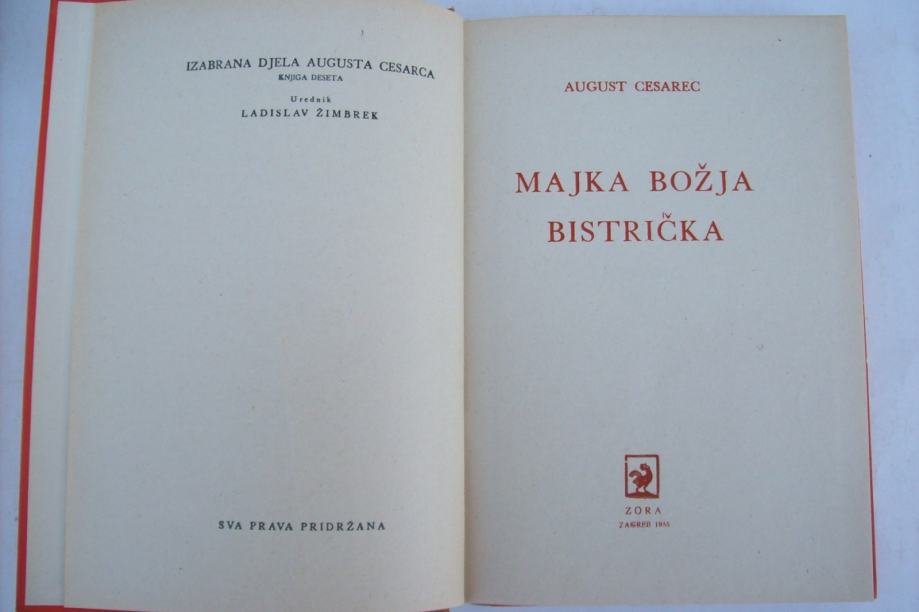 IZABRANA DJELA AUGUSTA CESARCA
KNJIGA DESETA
Urednik
LADISLAV ŽIMBREK
SVA PRAVA PRIDRŽANA
AUGUST CESAREC
MAJKA BOŽJA
BISTRIČKA
ZORA
ZAGREB 1955